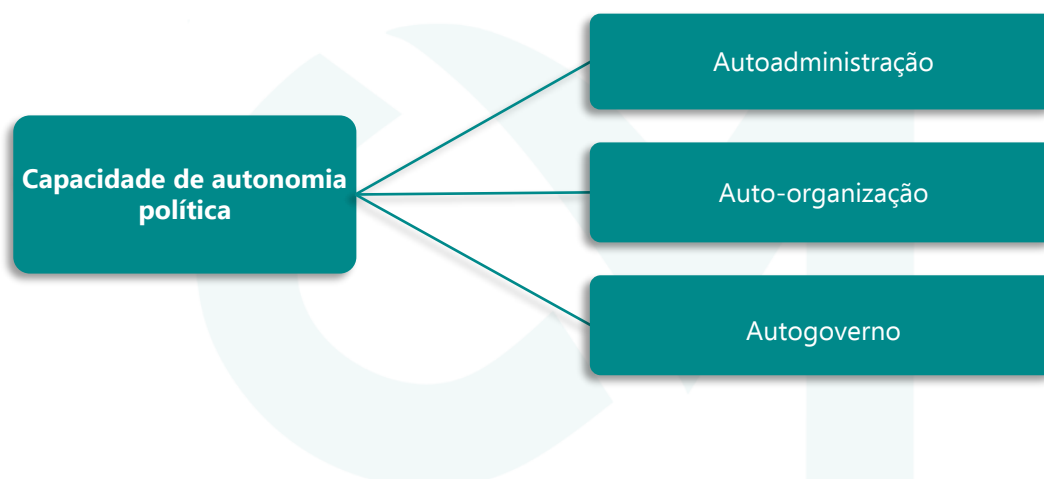 Capacidade de autonomia
política
Autoadministração
Auto-organização
Autogoverno